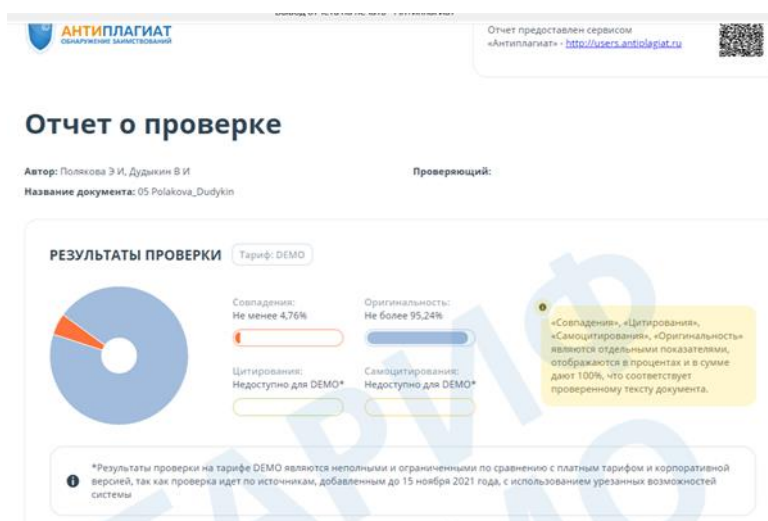 АНТИПЛАГИАТ
ОБНАРУЖЕНИЕ ЗАИМСТВОВАНИЙ
Отчет предоставлен сервисом
«Антиплагиат» - http://users.antiplagiat.ru
Отчет о проверке
Автор: Полякова Э И, Дудыкин В И
Проверяющий:
Название документа: 05 Polakova_Dudykin
РЕЗУЛЬТАТЫ ПРОВЕРКИ
Тариф: DEMO
Совпадения:
Не менее 4,76%
Оригинальность:
Не более 95,24%
Цитирования:
Недоступно для DEMO*
Самоцитирования:
Недоступно для DEMO*
«Совпадения», «Цитирования»,
«Самоцитирования», «Оригинальность»
являются отдельными показателями,
отображаются в процентах и в сумме
дают 100%, что соответствует
проверенному тексту документа.
*Результаты проверки на тарифе DEMO являются неполными и ограниченными по сравнению с платным тарифом и корпоративной
версией, так как проверка идет по источникам, добавленным до 15 ноября 2021 года, с использованием урезанных возможностей
системы
ТАРИФ